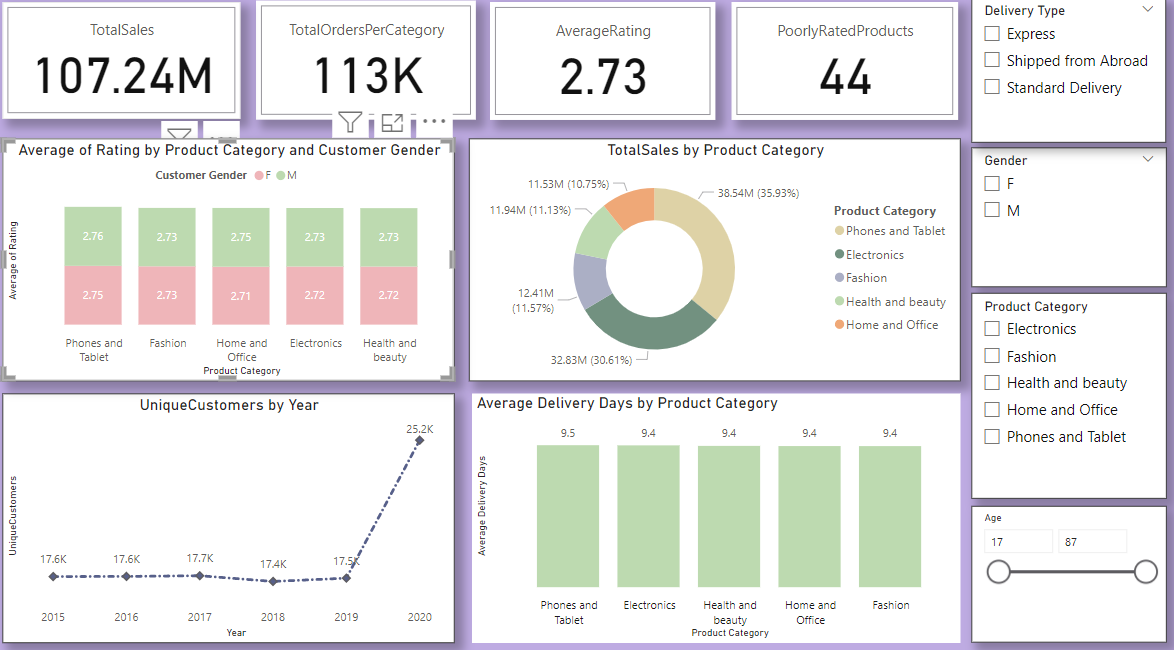 TotalSales
107.24M
TotalOrdersPerCategory
113K
AverageRating
2.73
PoorlyRatedProducts
44
Delivery Type
Express
Shipped from Abroad
Standard Delivery
Average of Rating by Product Category and Customer Gender
Customer Gender F M
Average of Rating
2.76 2.73 2.75 2.73 2.73
2.75 2.73 2.71 2.72 2.72
Phones and Tablet
Fashion
Home and Office
Electronics
Health and beauty
Product Category
TotalSales by Product Category
11.53M (10.75%)
38.54M (35.93%)
11.94M (11.13%)
12.41M
(11.57%)
32.83M (30.61%)
Product Category
Phones and Tablet
Electronics
Fashion
Health and beauty
Home and Office
Gender
F
M
Product Category
Electronics
Fashion
Health and beauty
Home and Office
Phones and Tablet
UniqueCustomers by Year
UniqueCustomers
25.2K
17.6K 17.6K 17.7K 17.4K 17.5K
2015 2016 2017 2018 2019 2020
Year
Average Delivery Days by Product Category
Average Delivery Days
9.5 9.4 9.4 9.4 9.4
Phones and Tablet
Electronics
Health and beauty
Home and Office
Fashion
Product Category
Age
17 87